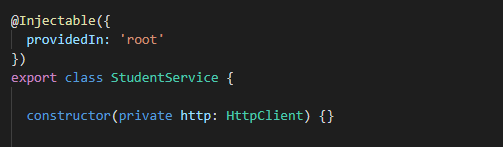 @Injectable({
  providedIn: 'root'
})
export class StudentService {
  constructor(private http: HttpClient) {}